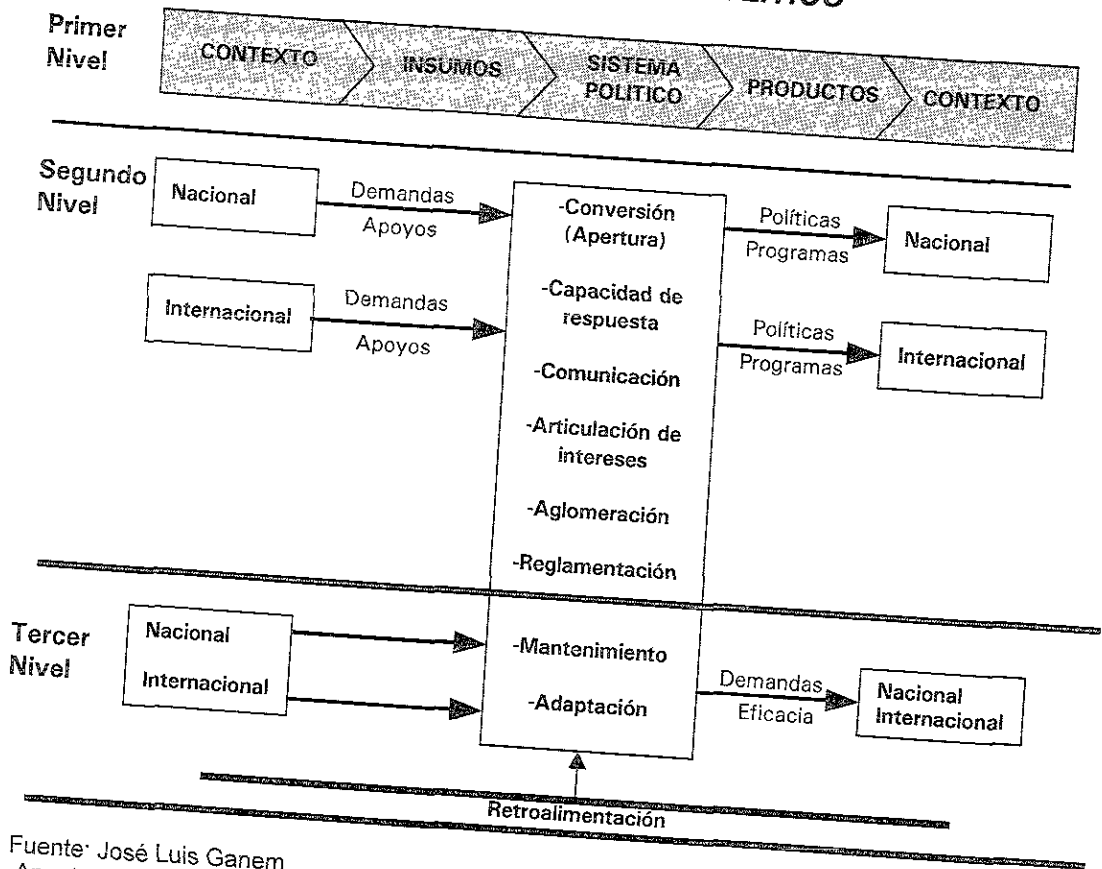 Primer
Nivel
CONTEXTO
INSUMOS
SISTEMA
POLITICO
PRODUCTOS
CONTEXTO
Segundo
Nivel
Nacional
Demandas
Apoyos
-Conversión
(Apertura)
Políticas
Programas
Nacional
Internacional
Demandas
Apoyos
-Capacidad de
respuesta
Políticas
Programas
Internacional
-Comunicación
-Articulación de
intereses
-Aglomeración
-Reglamentación
Tercer
Nivel
Nacional
Internacional
-Mantenimiento
-Adaptación
Demandas
Eficacia
Nacional
Internacional
Retroalimentación
Fuente: José Luis Ganem